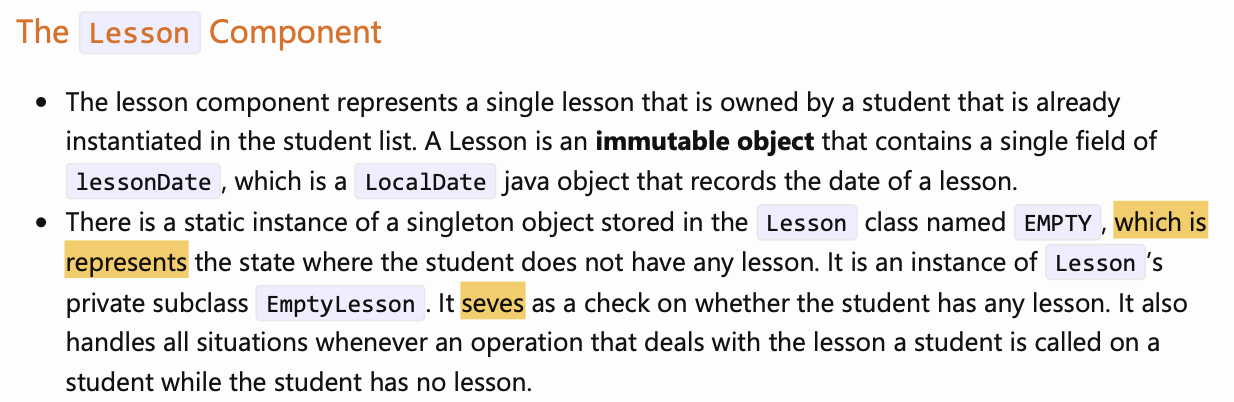 The Lesson Component
• The lesson component represents a single lesson that is owned by a student that is already
instantiated in the student list. A Lesson is an immutable object that contains a single field of
lessonDate, which is a LocalDate java object that records the date of a lesson.
• There is a static instance of a singleton object stored in the Lesson class named EMPTY, which is
represents the state where the student does not have any lesson. It is an instance of Lesson’s
private subclass EmptyLesson. It seves as a check on whether the student has any lesson. It also
handles all situations whenever an operation that deals with the lesson a student is called on a
student while the student has no lesson.